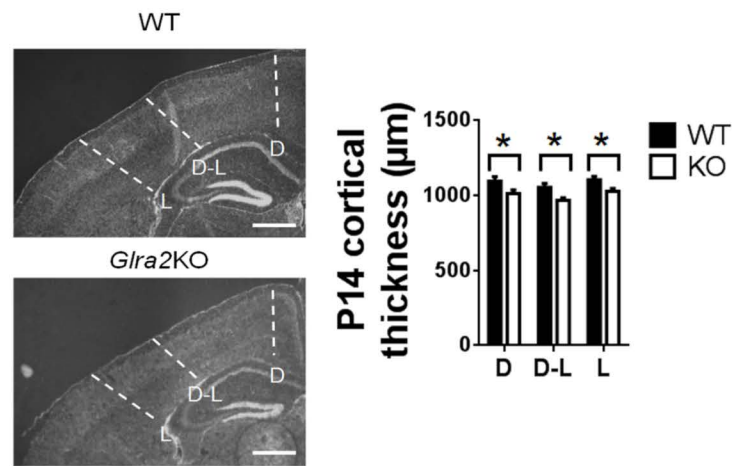 WT
D
D-L
L
Glra2KO
D
D-L
L
P14 cortical
thickness (µm)
1500
1000
500
0
* * *
D D-L L
WT
KO